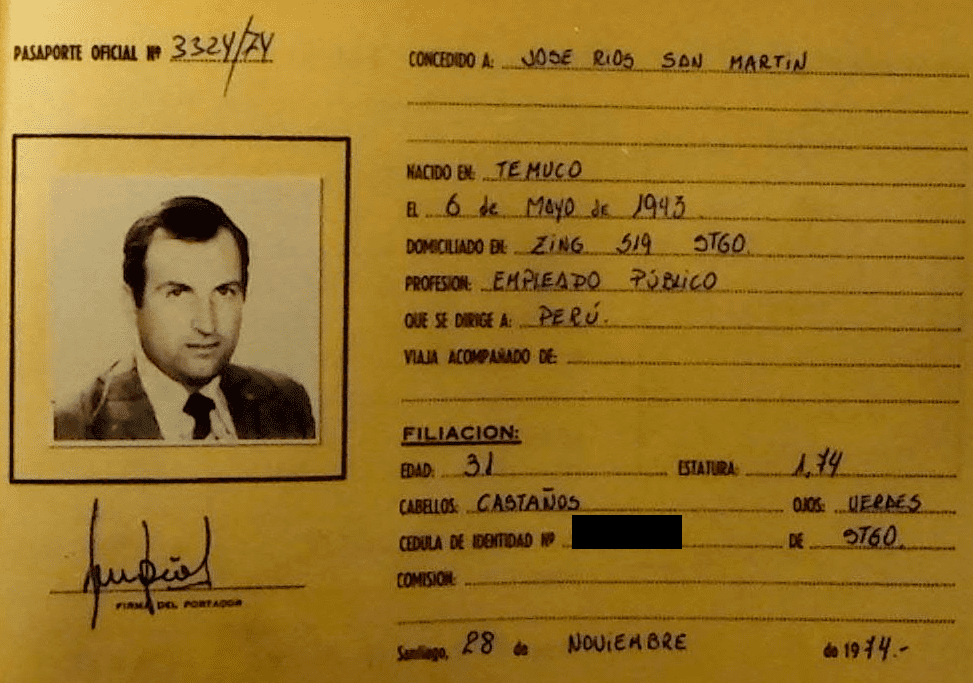 PASAPORTE OFICIAL Nº 3324/74
CONCEDIDO A: JOSE RIOS SAN MARTIN
NACIDO EN: TEMUCO
EL 6 de MAYO de 1943
DOMICILIADO EN: ZING 519 STGO.
PROFESION: EMPLEADO PÚBLICO
QUE SE DIRIGE A: PERÚ.
VIAJA ACOMPAÑADO DE:
FILIACION:
EDAD: 31 ESTATURA: 1,74
CABELLOS: CASTAÑOS OJOS: VERDES
CEDULA DE IDENTIDAD Nº DE STGO.
COMISION:
FIRMA DEL PORTADOR
Santiago, 28 de NOVIEMBRE de 1974.-